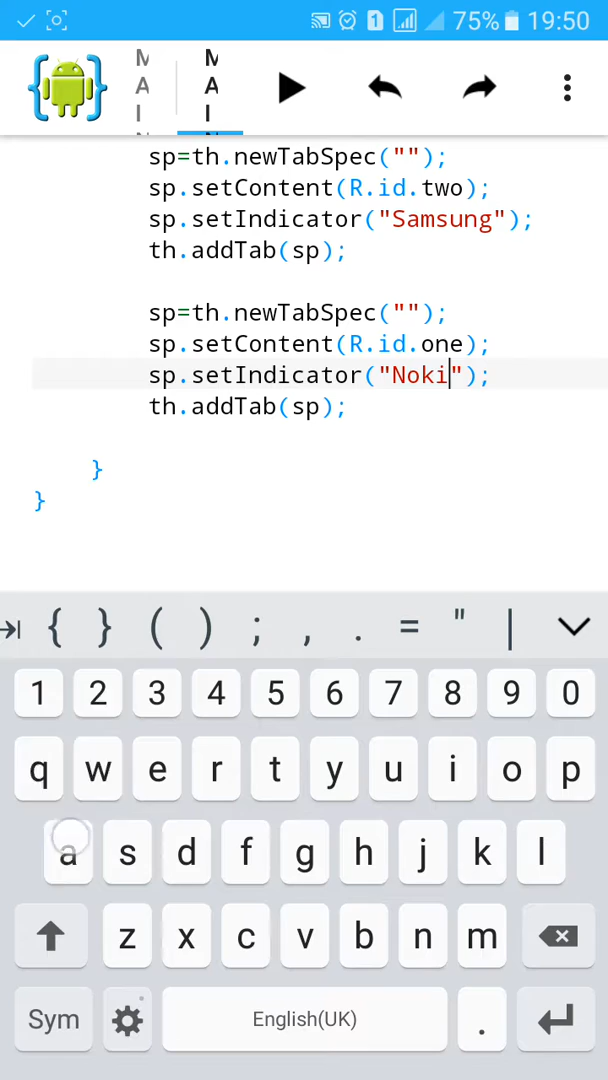 1 75% 19:50
M M
A A
I I
sp=th.newTabSpec("");
sp.setContent(R.id.two);
sp.setIndicator("Samsung");
th.addTab(sp);
sp=th.newTabSpec("");
sp.setContent(R.id.one);
sp.setIndicator("Noki");
th.addTab(sp);
}
}
{ } ( ) ; , . = " |
1 2 3 4 5 6 7 8 9 0
q w e r t y u i o p
a s d f g h j k l
z x c v b n m
Sym English(UK) .